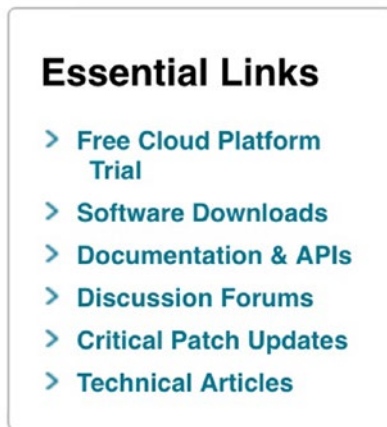 Essential Links
Free Cloud Platform
Trial
Software Downloads
Documentation & APIs
Discussion Forums
Critical Patch Updates
Technical Articles